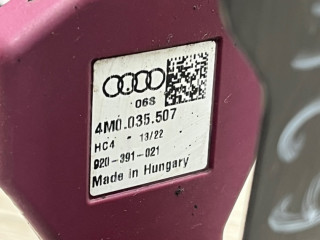 06S
4M0.035.507
HC4 - 13/22
920-391-021
Made in Hungary